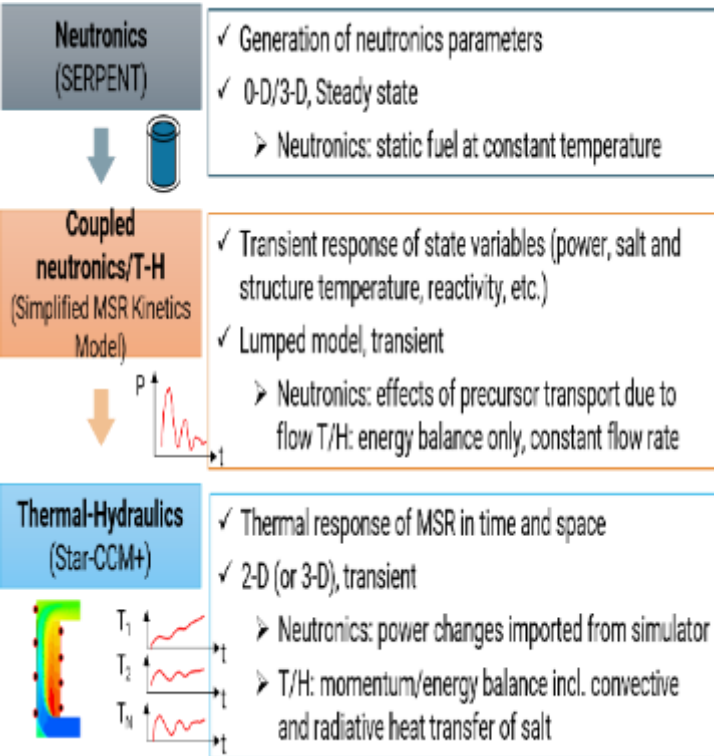 Neutronics
(SERPENT)
✓ Generation of neutronics parameters
✓ 0-D/3-D, Steady state
➤ Neutronics: static fuel at constant temperature
Coupled
neutronics/T-H
(Simplified MSR Kinetics
Model)
✓ Transient response of state variables (power, salt and
structure temperature, reactivity, etc.)
✓ Lumped model, transient
➤ Neutronics: effects of precursor transport due to
flow T/H: energy balance only, constant flow rate
P
t
Thermal-Hydraulics
(Star-CCM+)
✓ Thermal response of MSR in time and space
✓ 2-D (or 3-D), transient
➤ Neutronics: power changes imported from simulator
➤ T/H: momentum/energy balance incl. convective
and radiative heat transfer of salt
T1
t
T2
t
TN
t